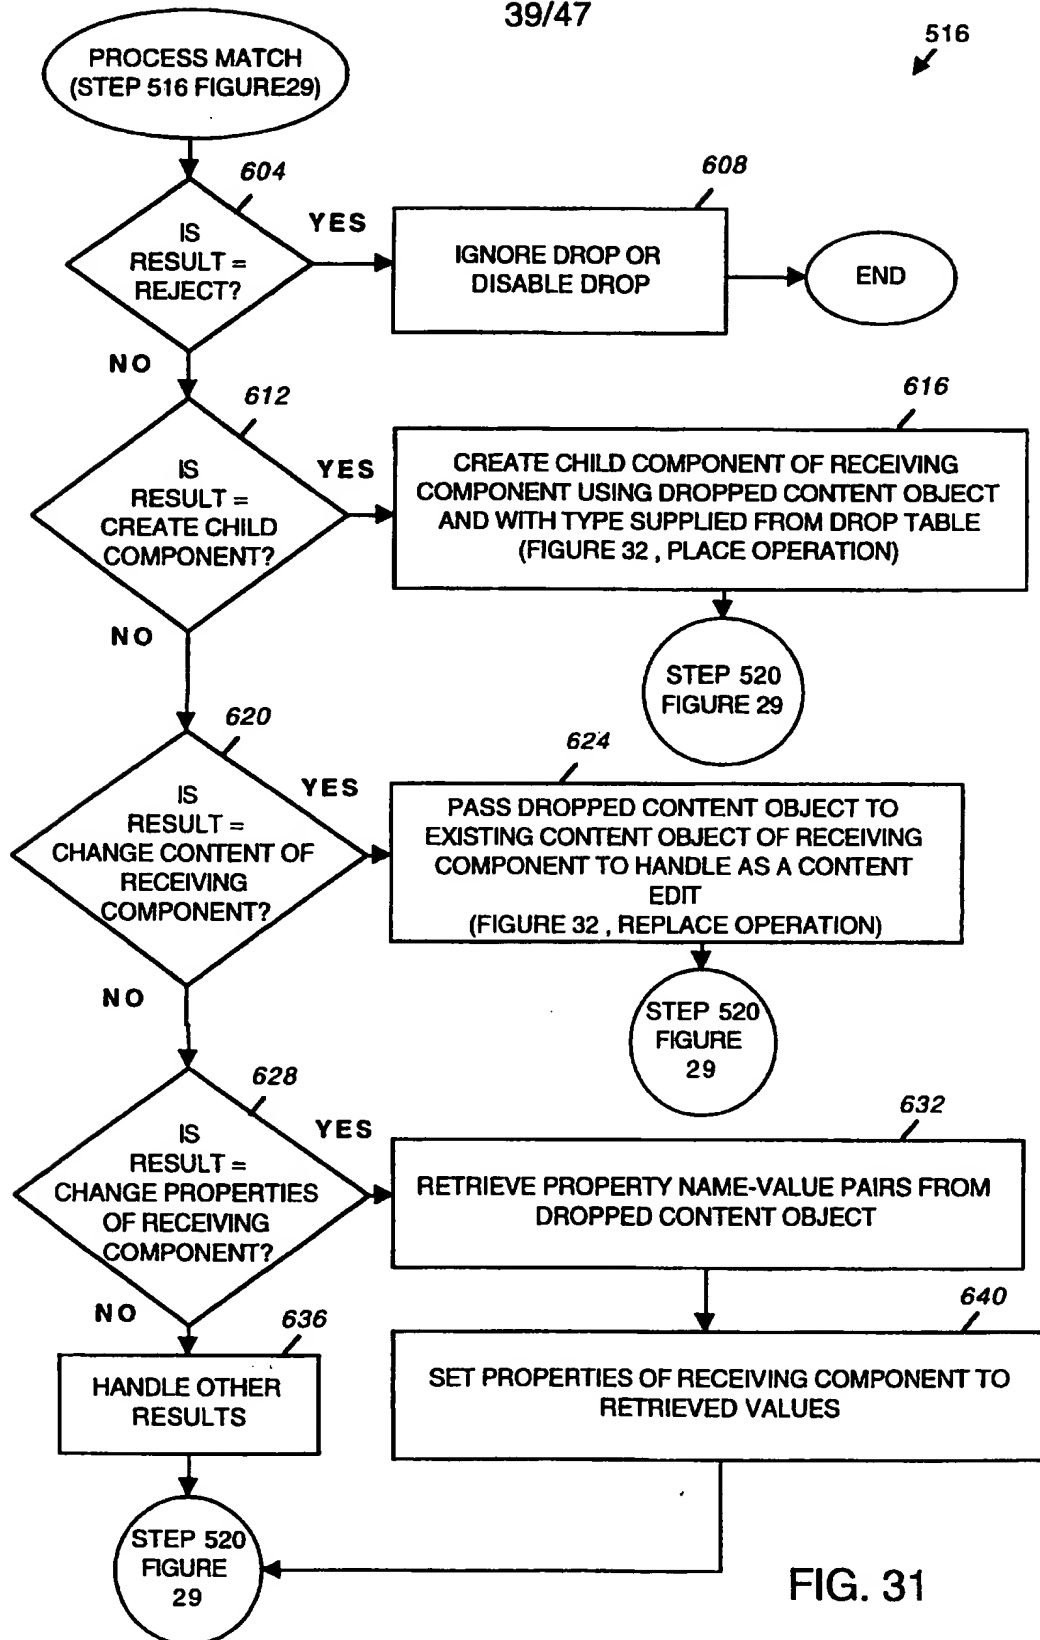 39/47
516
PROCESS MATCH
(STEP 516 FIGURE29)
604
IS
RESULT =
REJECT?
YES
608
IGNORE DROP OR
DISABLE DROP
END
NO
612
IS
RESULT =
CREATE CHILD
COMPONENT?
YES
616
CREATE CHILD COMPONENT OF RECEIVING
COMPONENT USING DROPPED CONTENT OBJECT
AND WITH TYPE SUPPLIED FROM DROP TABLE
(FIGURE 32 , PLACE OPERATION)
STEP 520
FIGURE 29
NO
620
IS
RESULT =
CHANGE CONTENT OF
RECEIVING
COMPONENT?
YES
624
PASS DROPPED CONTENT OBJECT TO
EXISTING CONTENT OBJECT OF RECEIVING
COMPONENT TO HANDLE AS A CONTENT
EDIT
(FIGURE 32 , REPLACE OPERATION)
STEP 520
FIGURE
29
NO
628
IS
RESULT =
CHANGE PROPERTIES
OF RECEIVING
COMPONENT?
YES
632
RETRIEVE PROPERTY NAME-VALUE PAIRS FROM
DROPPED CONTENT OBJECT
640
SET PROPERTIES OF RECEIVING COMPONENT TO
RETRIEVED VALUES
NO
636
HANDLE OTHER
RESULTS
STEP 520
FIGURE
29
FIG. 31